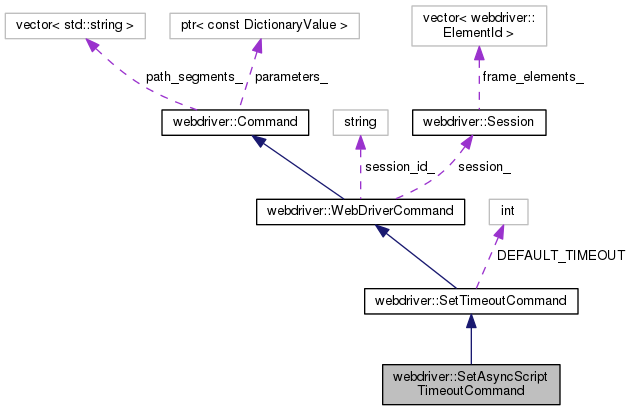 vector< std::string >
ptr< const DictionaryValue >
vector< webdriver::
ElementId >
path_segments_
parameters_
frame_elements_
webdriver::Command
string
webdriver::Session
session_id_
session_
webdriver::WebDriverCommand
int
DEFAULT_TIMEOUT
webdriver::SetTimeoutCommand
webdriver::SetAsyncScript
TimeoutCommand